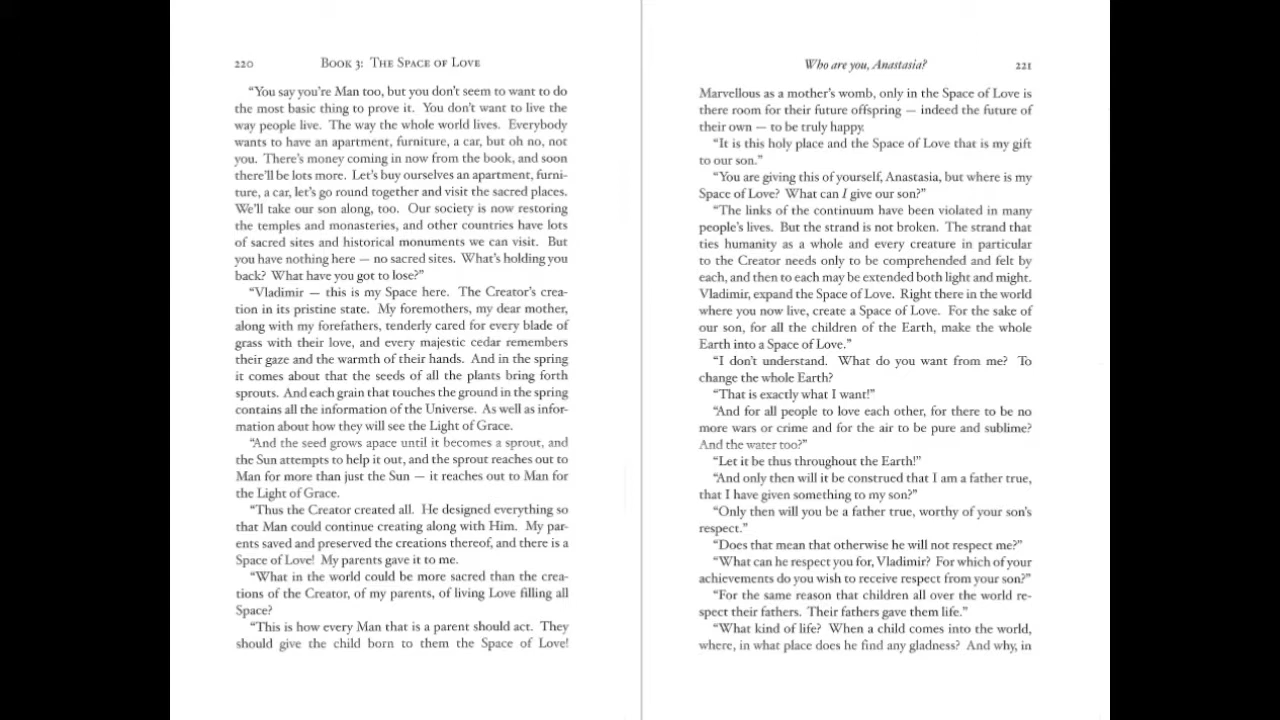 220
Book 3: The Space of Love
“You say you’re Man too, but you don’t seem to want to do
the most basic thing to prove it. You don’t want to live the
way people live. The way the whole world lives. Everybody
wants to have an apartment, furniture, a car, but oh no, not
you. There’s money coming in now from the book, and soon
there’ll be lots more. Let’s buy ourselves an apartment, furni-
ture, a car, let’s go round together and visit the sacred places.
We’ll take our son along, too. Our society is now restoring
the temples and monasteries, and other countries have lots
of sacred sites and historical monuments we can visit. But
you have nothing here — no sacred sites. What’s holding you
back? What have you got to lose?”
“Vladimir — this is my Space here. The Creator’s crea-
tion in its pristine state. My foremothers, my dear mother,
along with my forefathers, tenderly cared for every blade of
grass with their love, and every majestic cedar remembers
their gaze and the warmth of their hands. And in the spring
it comes about that the seeds of all the plants bring forth
sprouts. And each grain that touches the ground in the spring
contains all the information of the Universe. As well as infor-
mation about how they will see the Light of Grace.
“And the seed grows apace until it becomes a sprout, and
the Sun attempts to help it out, and the sprout reaches out to
Man for more than just the Sun — it reaches out to Man for
the Light of Grace.
“Thus the Creator created all. He designed everything so
that Man could continue creating along with Him. My par-
ents saved and preserved the creations thereof, and there is a
Space of Love! My parents gave it to me.
“What in the world could be more sacred than the crea-
tions of the Creator, of my parents, of living Love filling all
Space?
“This is how every Man that is a parent should act. They
should give the child born to them the Space of Love!
Who are you, Anastasia?
221
Marvellous as a mother’s womb, only in the Space of Love is
there room for their future offspring — indeed the future of
their own — to be truly happy.
“It is this holy place and the Space of Love that is my gift
to our son.”
“You are giving this of yourself, Anastasia, but where is my
Space of Love? What can I give our son?”
“The links of the continuum have been violated in many
people’s lives. But the strand is not broken. The strand that
ties humanity as a whole and every creature in particular
to the Creator needs only to be comprehended and felt by
each, and then to each may be extended both light and might.
Vladimir, expand the Space of Love. Right there in the world
where you now live, create a Space of Love. For the sake of
our son, for all the children of the Earth, make the whole
Earth into a Space of Love.”
“I don’t understand. What do you want from me? To
change the whole Earth?
“That is exactly what I want!”
“And for all people to love each other, for there to be no
more wars or crime and for the air to be pure and sublime?
And the water too?”
“Let it be thus throughout the Earth!”
“And only then will it be construed that I am a father true,
that I have given something to my son?”
“Only then will you be a father true, worthy of your son’s
respect.”
“Does that mean that otherwise he will not respect me?”
“What can he respect you for, Vladimir? For which of your
achievements do you wish to receive respect from your son?”
“For the same reason that children all over the world re-
spect their fathers. Their fathers gave them life.”
“What kind of life? When a child comes into the world,
where, in what place does he find any gladness? And why, in